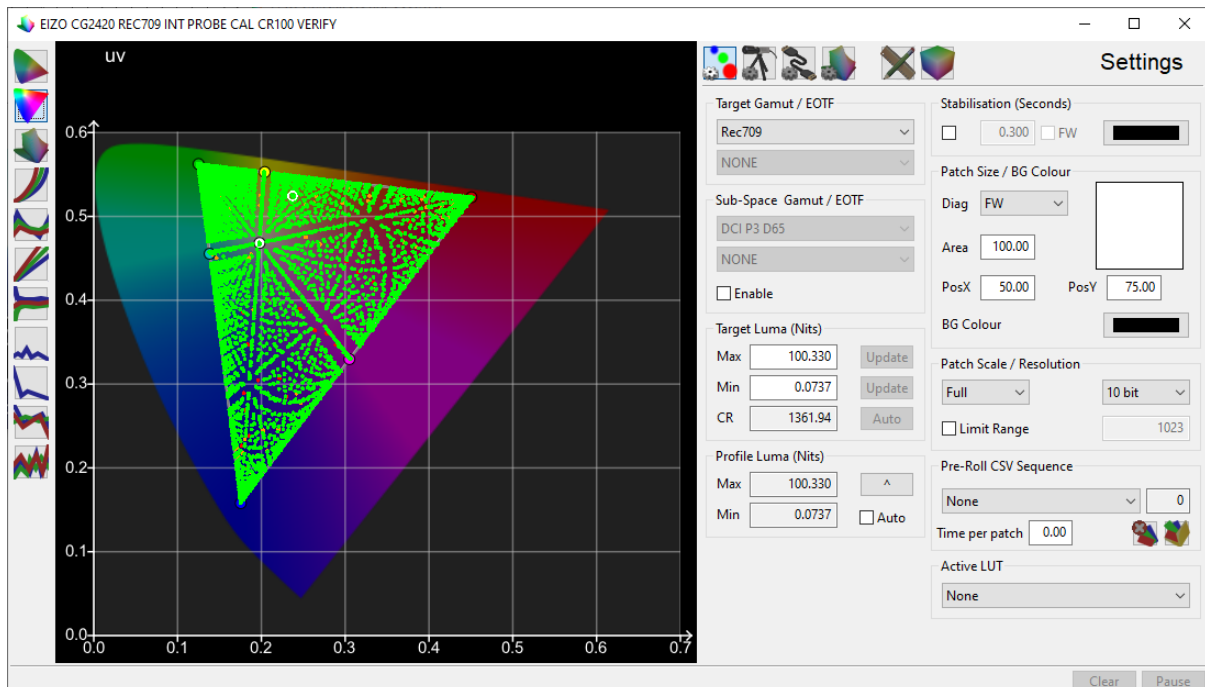 EIZO CG2420 REC709 INT PROBE CAL CR100 VERIFY
uv
0.6
0.5
0.4
0.3
0.2
0.1
0.0
0.0 0.1 0.2 0.3 0.4 0.5 0.6 0.7
Settings
Target Gamut / EOTF
Rec709
NONE
Sub-Space Gamut / EOTF
DCI P3 D65
NONE
Enable
Target Luma (Nits)
Max 100.330 Update
Min 0.0737 Update
CR 1361.94 Auto
Profile Luma (Nits)
Max 100.330 ^
Min 0.0737 Auto
Stabilisation (Seconds)
0.300 FW
Patch Size / BG Colour
Diag FW
Area 100.00
PosX 50.00 PosY 75.00
BG Colour
Patch Scale / Resolution
Full 10 bit
Limit Range 1023
Pre-Roll CSV Sequence
None 0
Time per patch 0.00
Active LUT
None
Clear Pause